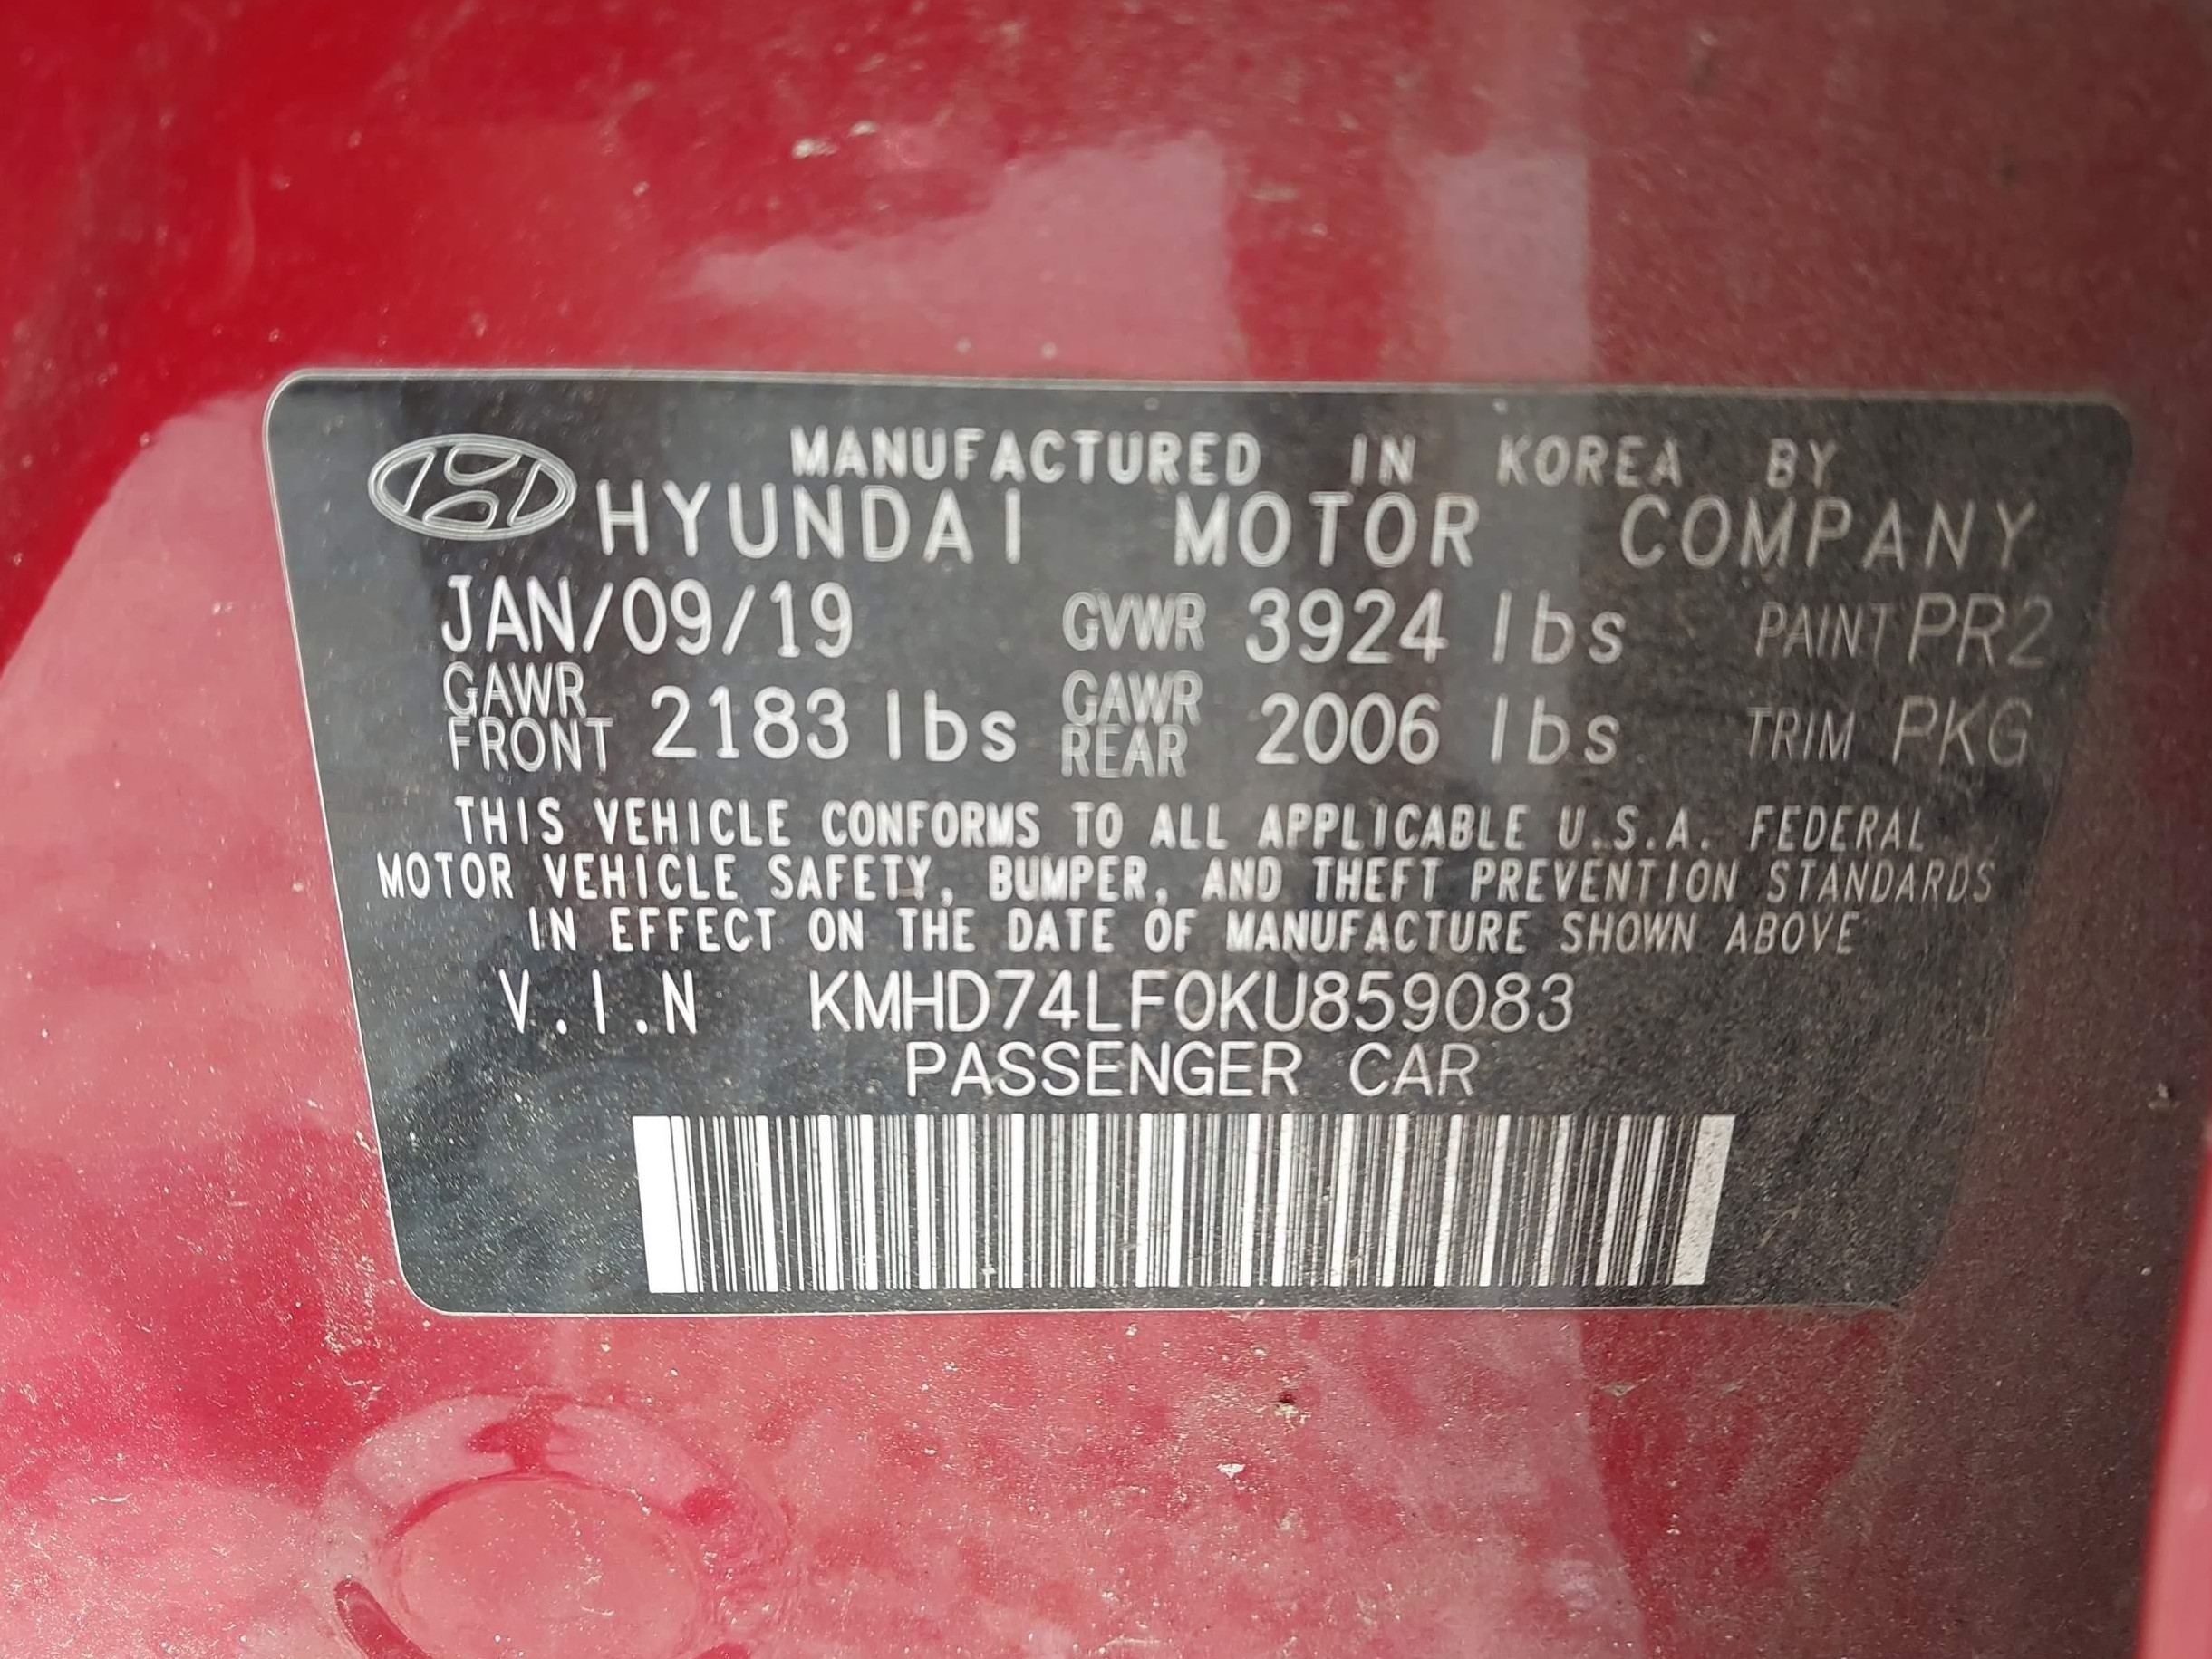 MANUFACTURED IN KOREA BY
HYUNDAI MOTOR COMPANY
JAN/09/19 GVWR 3924 lbs PAINT PR2
GAWR FRONT 2183 lbs GAWR REAR 2006 lbs TRIM PKG
THIS VEHICLE CONFORMS TO ALL APPLICABLE U.S.A. FEDERAL
MOTOR VEHICLE SAFETY, BUMPER, AND THEFT PREVENTION STANDARDS
IN EFFECT ON THE DATE OF MANUFACTURE SHOWN ABOVE
V.I.N KMHD74LF0KU859083
PASSENGER CAR